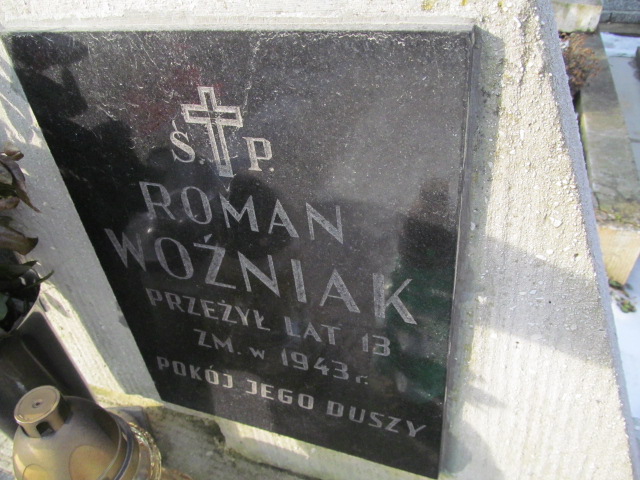 Ś. P.
ROMAN
WOŹNIAK
PRZEŻYŁ LAT 13
ZM. w 1943 r.
POKÓJ JEGO DUSZY